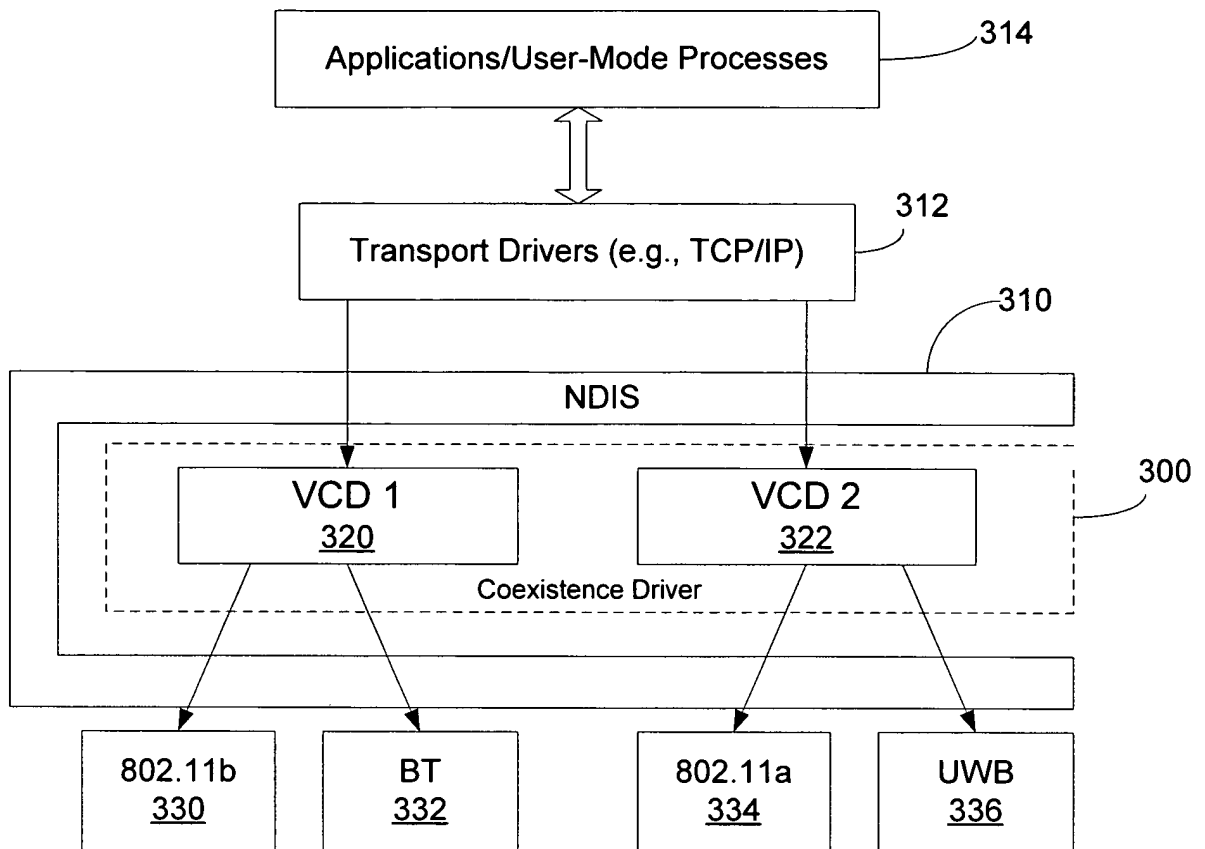 Applications/User-Mode Processes
314
Transport Drivers (e.g., TCP/IP)
312
310
NDIS
VCD 1
320
VCD 2
322
300
Coexistence Driver
802.11b
330
BT
332
802.11a
334
UWB
336